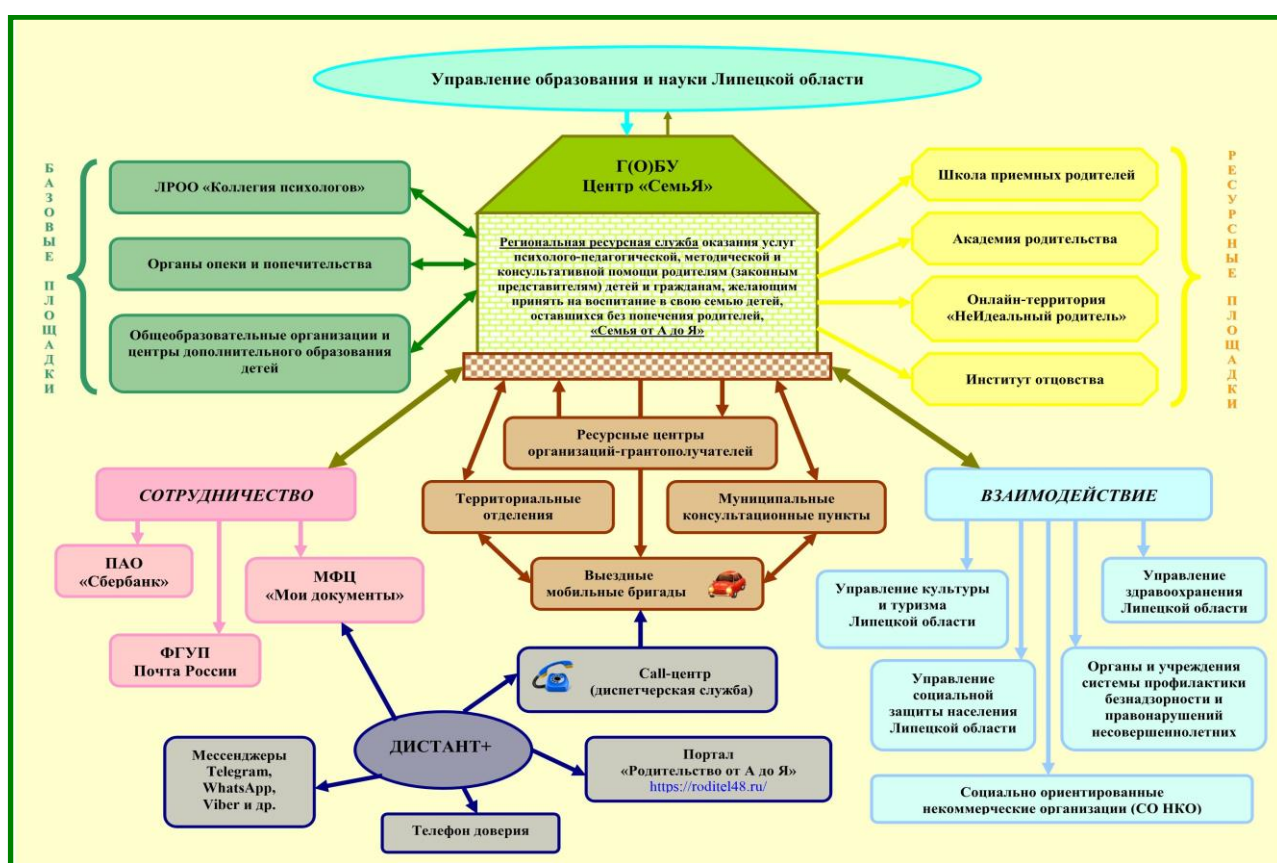 Управление образования и науки Липецкой области
Г(О)БУ
Центр «СемьЯ»
Региональная ресурсная служба оказания услуг
психолого-педагогической, методической и
консультативной помощи родителям (законным
представителям) детей и гражданам, желающим
принять на воспитание в свою семью детей,
оставшихся без попечения родителей,
«Семья от А до Я»
БАЗОВЫЕ ПЛОЩАДКИ
ЛРОО «Коллегия психологов»
Органы опеки и попечительства
Общеобразовательные организации и
центры дополнительного образования
детей
РЕСУРСНЫЕ ПЛОЩАДКИ
Школа приемных родителей
Академия родительства
Онлайн-территория
«НеИдеальный родитель»
Институт отцовства
Ресурсные центры
организаций-грантополучателей
Территориальные
отделения
Муниципальные
консультационные пункты
Выездные
мобильные бригады
СОТРУДНИЧЕСТВО
ПАО
«Сбербанк»
МФЦ
«Мои документы»
ФГУП
Почта России
ВЗАИМОДЕЙСТВИЕ
Управление культуры
и туризма
Липецкой области
Управление
здравоохранения
Липецкой области
Управление
социальной
защиты населения
Липецкой области
Органы и учреждения
системы профилактики
безнадзорности и
правонарушений
несовершеннолетних
Социально ориентированные
некоммерческие организации (СО НКО)
Call-центр
(диспетчерская служба)
ДИСТАНТ+
Мессенджеры
Telegram,
WhatsApp,
Viber и др.
Портал
«Родительство от А до Я»
https://roditel48.ru/
Телефон доверия